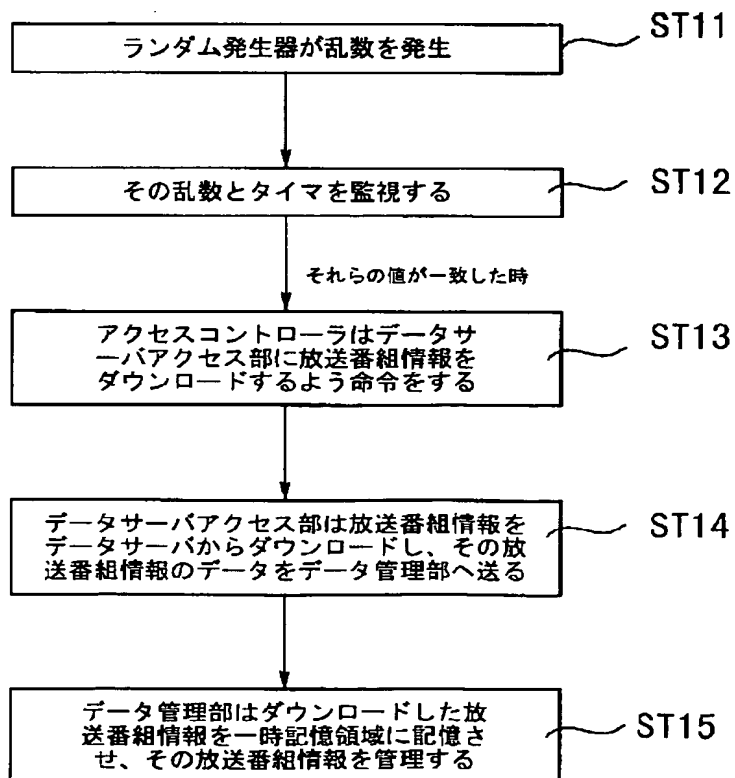 ランダム発生器が乱数を発生
ST11
その乱数とタイマを監視する
ST12
それらの値が一致した時
アクセスコントローラはデータサ
ーバアクセス部に放送番組情報を
ダウンロードするよう命令をする
ST13
データサーバアクセス部は放送番組情報を
データサーバからダウンロードし、その放
送番組情報のデータをデータ管理部へ送る
ST14
データ管理部はダウンロードした放
送番組情報を一時記憶領域に記憶さ
せ、その放送番組情報を管理する
ST15